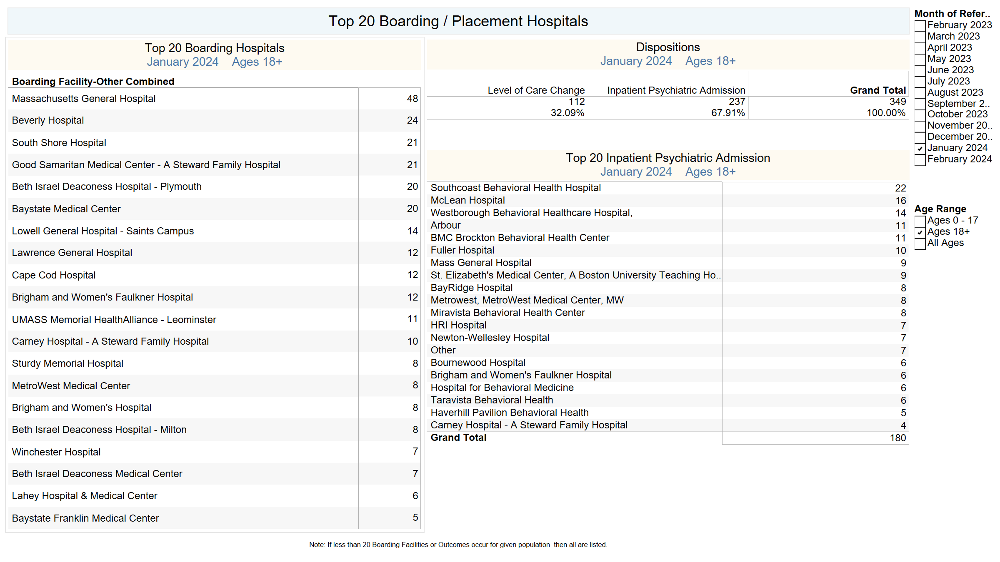 Top 20 Boarding / Placement Hospitals
Top 20 Boarding Hospitals
January 2024 Ages 18+
Boarding Facility-Other Combined
Massachusetts General Hospital 48
Beverly Hospital 24
South Shore Hospital 21
Good Samaritan Medical Center - A Steward Family Hospital 21
Beth Israel Deaconess Hospital - Plymouth 20
Baystate Medical Center 20
Lowell General Hospital - Saints Campus 14
Lawrence General Hospital 12
Cape Cod Hospital 12
Brigham and Women's Faulkner Hospital 12
UMASS Memorial HealthAlliance - Leominster 11
Carney Hospital - A Steward Family Hospital 10
Sturdy Memorial Hospital 8
MetroWest Medical Center 8
Brigham and Women's Hospital 8
Beth Israel Deaconess Hospital - Milton 8
Winchester Hospital 7
Beth Israel Deaconess Medical Center 7
Lahey Hospital & Medical Center 6
Baystate Franklin Medical Center 5
Dispositions
January 2024 Ages 18+
Level of Care Change Inpatient Psychiatric Admission Grand Total
112 237 349
32.09% 67.91% 100.00%
Top 20 Inpatient Psychiatric Admission
January 2024 Ages 18+
Southcoast Behavioral Health Hospital 22
McLean Hospital 16
Westborough Behavioral Healthcare Hospital, 14
Arbour 11
BMC Brockton Behavioral Health Center 11
Fuller Hospital 10
Mass General Hospital 9
St. Elizabeth's Medical Center, A Boston University Teaching Ho.. 9
BayRidge Hospital 8
Metrowest, MetroWest Medical Center, MW 8
Miravista Behavioral Health Center 8
HRI Hospital 7
Newton-Wellesley Hospital 7
Other 7
Bournewood Hospital 6
Brigham and Women's Faulkner Hospital 6
Hospital for Behavioral Medicine 6
Taravista Behavioral Health 6
Haverhill Pavilion Behavioral Health 5
Carney Hospital - A Steward Family Hospital 4
Grand Total 180
Month of Refer..
February 2023
March 2023
April 2023
May 2023
June 2023
July 2023
August 2023
September 2..
October 2023
November 20..
December 20..
January 2024
February 2024
Age Range
Ages 0 - 17
Ages 18+
All Ages
Note: If less than 20 Boarding Facilities or Outcomes occur for given population then all are listed.